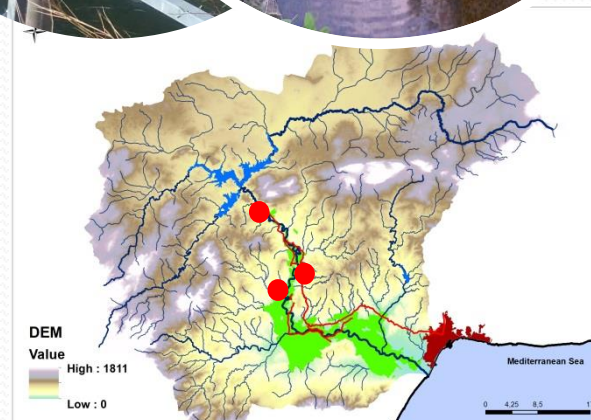 DEM
Value
High : 1811
Low : 0
Mediterranean Sea
0 4,25 8,5